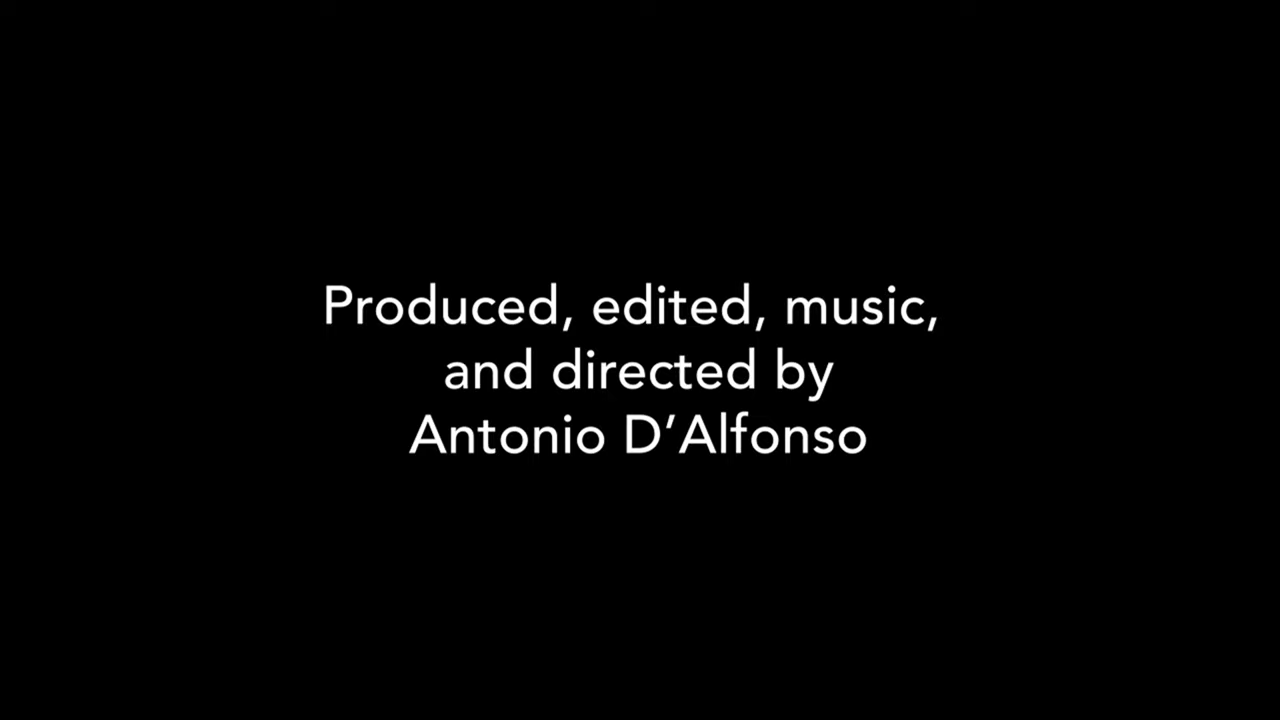 Produced, edited, music,
and directed by
Antonio D’Alfonso